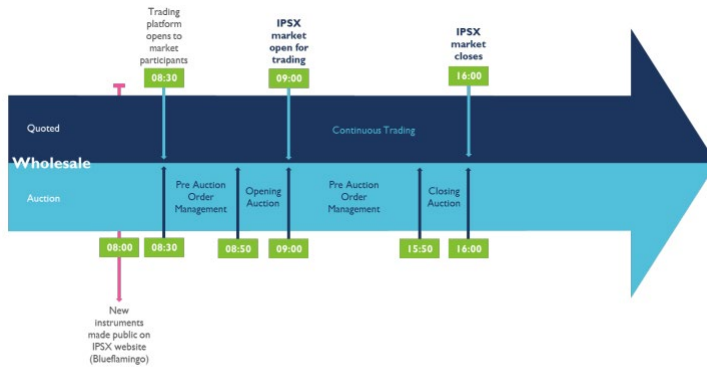 Trading
platform
opens to
market
participants
08:30
IPSX
market
open for
trading
09:00
IPSX
market
closes
16:00
Quoted
Continuous Trading
Wholesale
Auction
Pre Auction
Order
Management
Opening
Auction
Pre Auction
Order
Management
Closing
Auction
08:00
08:30
08:50
09:00
15:50
16:00
New
instruments
made public on
IPSX website
(Blueflamingo)